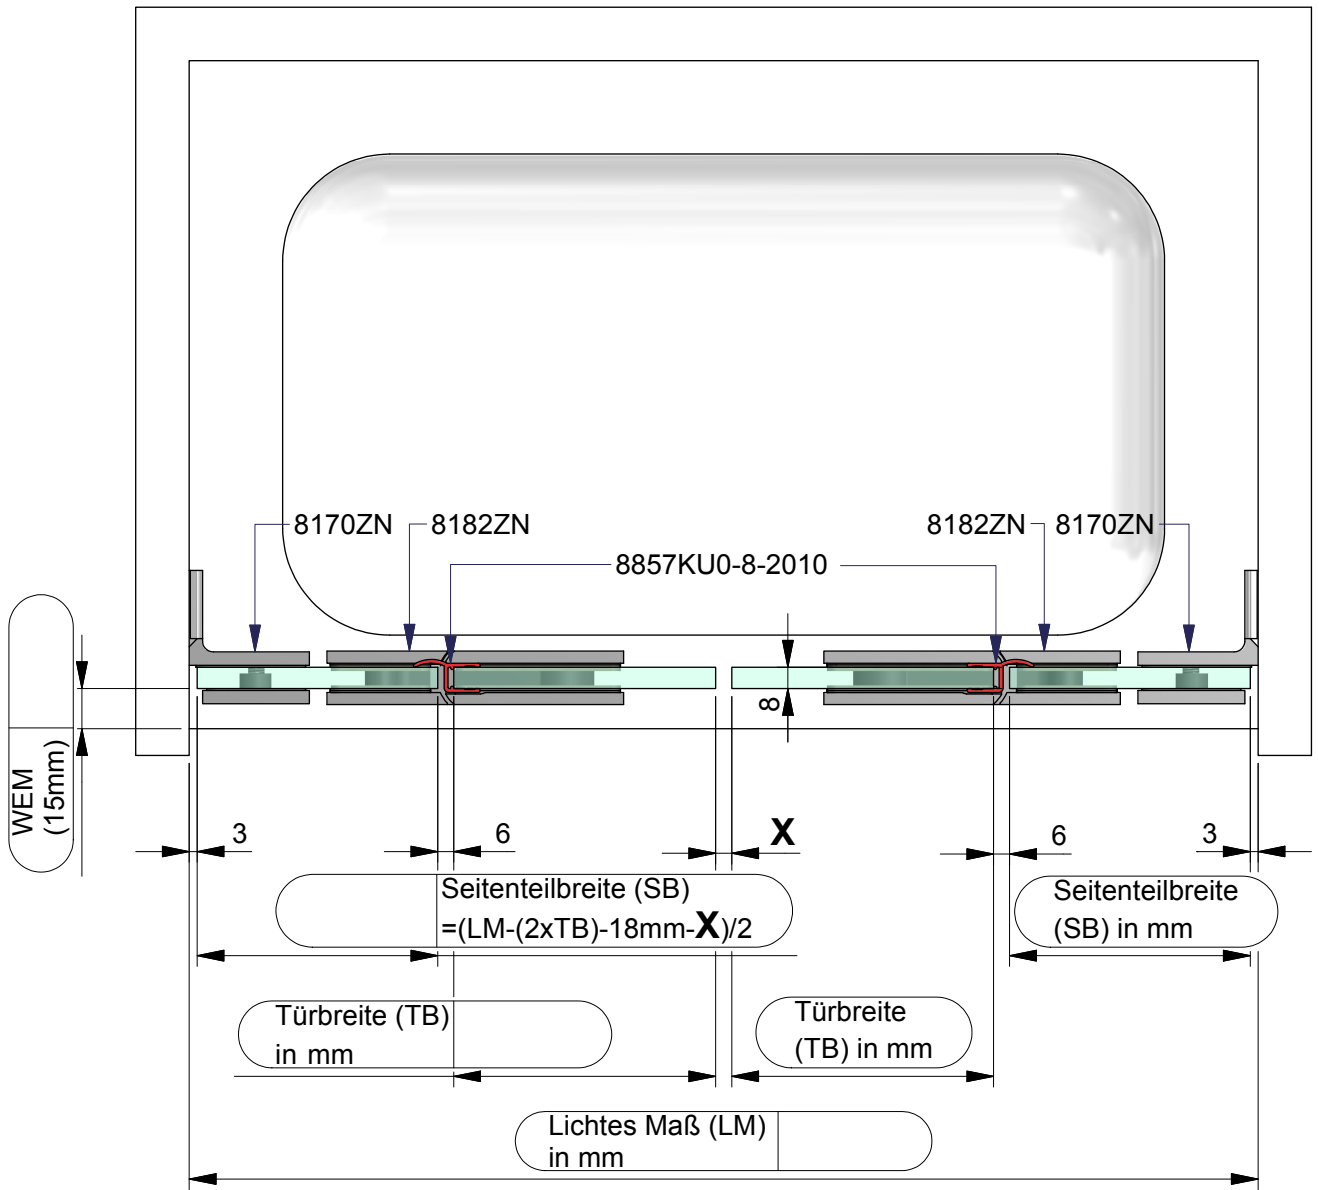 8170ZN
8182ZN
8182ZN
8170ZN
8857KU0-8-2010
8
WEM
(15mm)
3
6
X
6
3
Seitenteilbreite (SB)
=(LM-(2xTB)-18mm-X)/2
Seitenteilbreite
(SB) in mm
Türbreite (TB)
in mm
Türbreite
(TB) in mm
Lichtes Maß (LM)
in mm